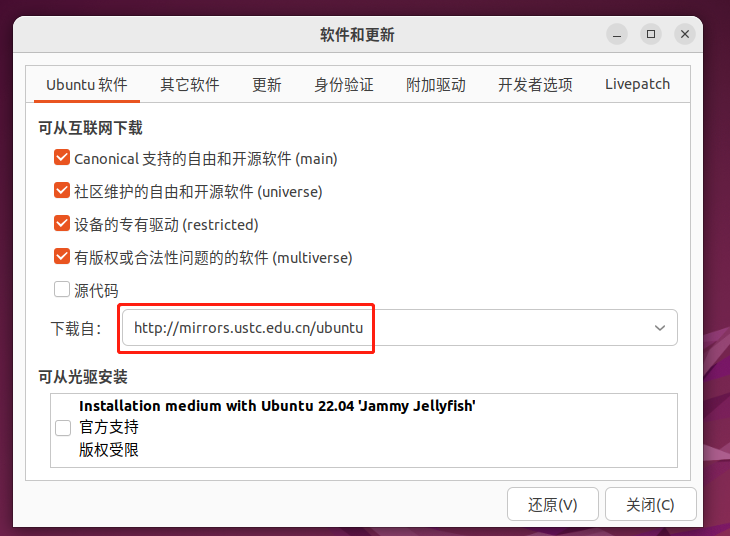 软件和更新
Ubuntu 软件 其它软件 更新 身份验证 附加驱动 开发者选项 Livepatch
可从互联网下载
Canonical 支持的自由和开源软件 (main)
社区维护的自由和开源软件 (universe)
设备的专有驱动 (restricted)
有版权或合法性问题的的软件 (multiverse)
源代码
下载自： http://mirrors.ustc.edu.cn/ubuntu
可从光驱安装
Installation medium with Ubuntu 22.04 'Jammy Jellyfish'
官方支持
版权受限
还原(V) 关闭(C)